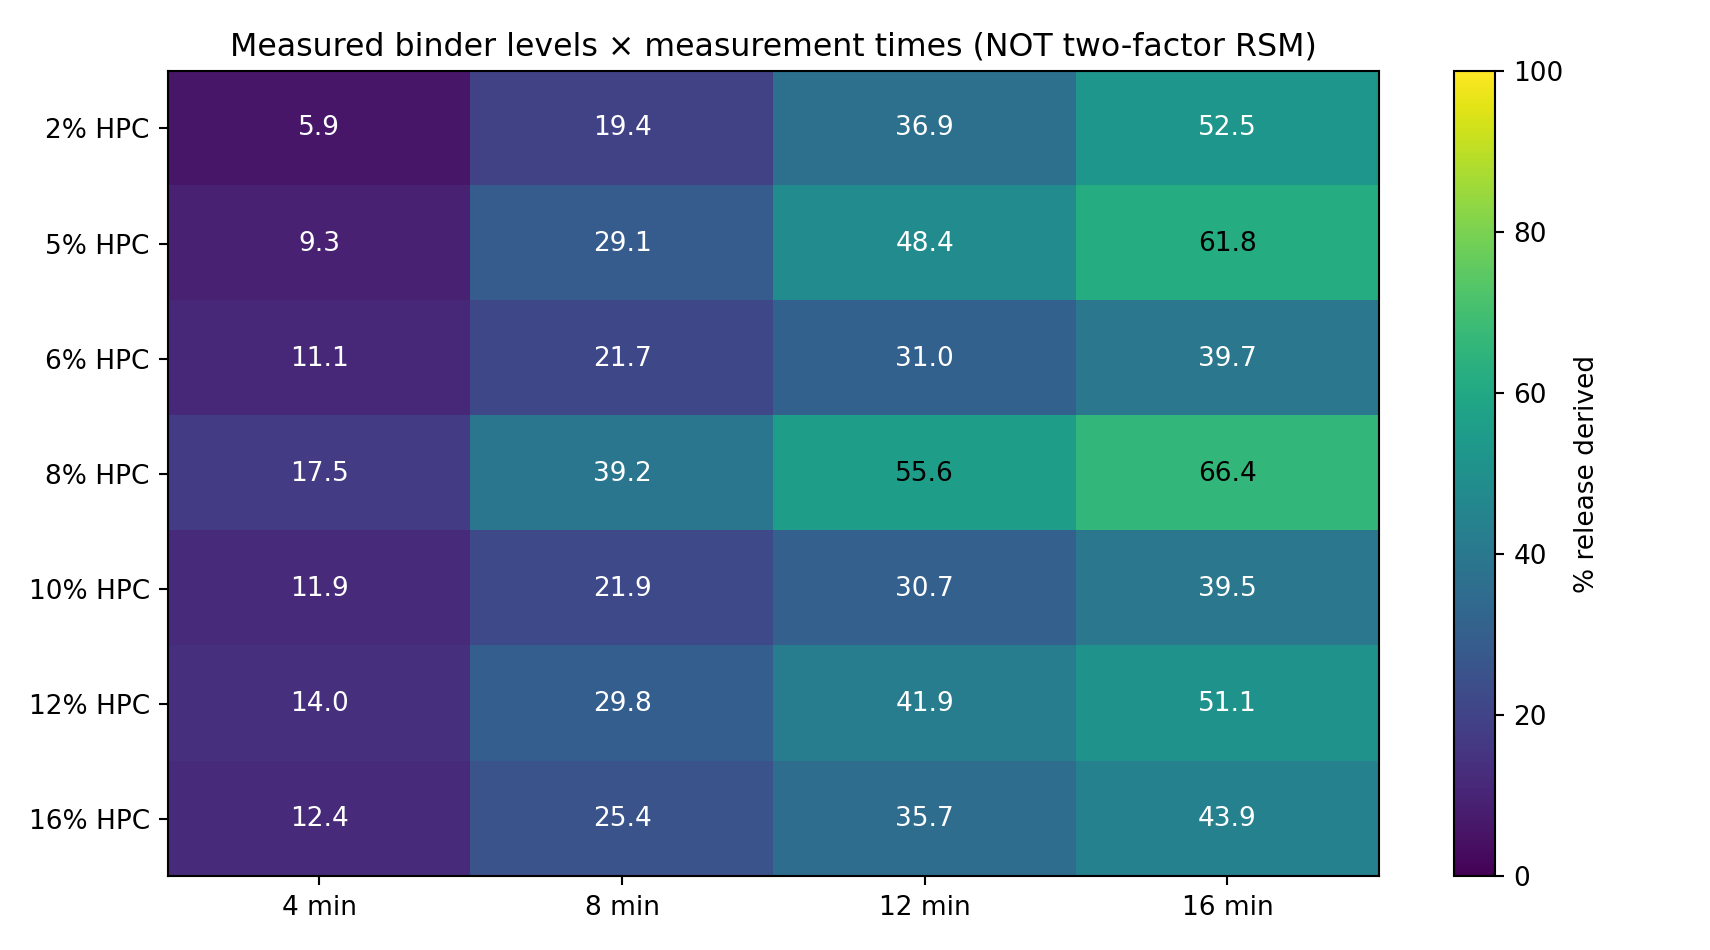 Measured binder levels × measurement times (NOT two-factor RSM)
2% HPC 5.9 19.4 36.9 52.5
5% HPC 9.3 29.1 48.4 61.8
6% HPC 11.1 21.7 31.0 39.7
8% HPC 17.5 39.2 55.6 66.4
10% HPC 11.9 21.9 30.7 39.5
12% HPC 14.0 29.8 41.9 51.1
16% HPC 12.4 25.4 35.7 43.9
4 min 8 min 12 min 16 min
100
80
60
40
20
0
% release derived